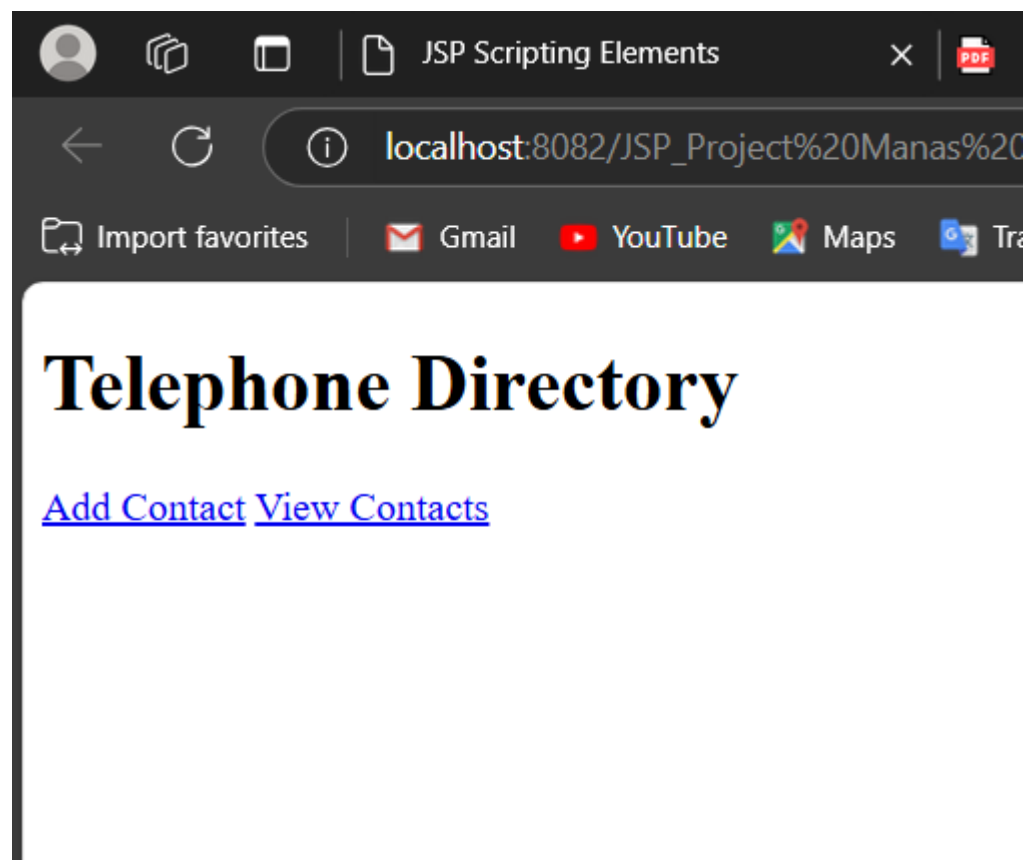 JSP Scripting Elements
PDF
localhost:8082/JSP_Project%20Manas%20
Import favorites Gmail YouTube Maps
Telephone Directory
Add Contact View Contacts